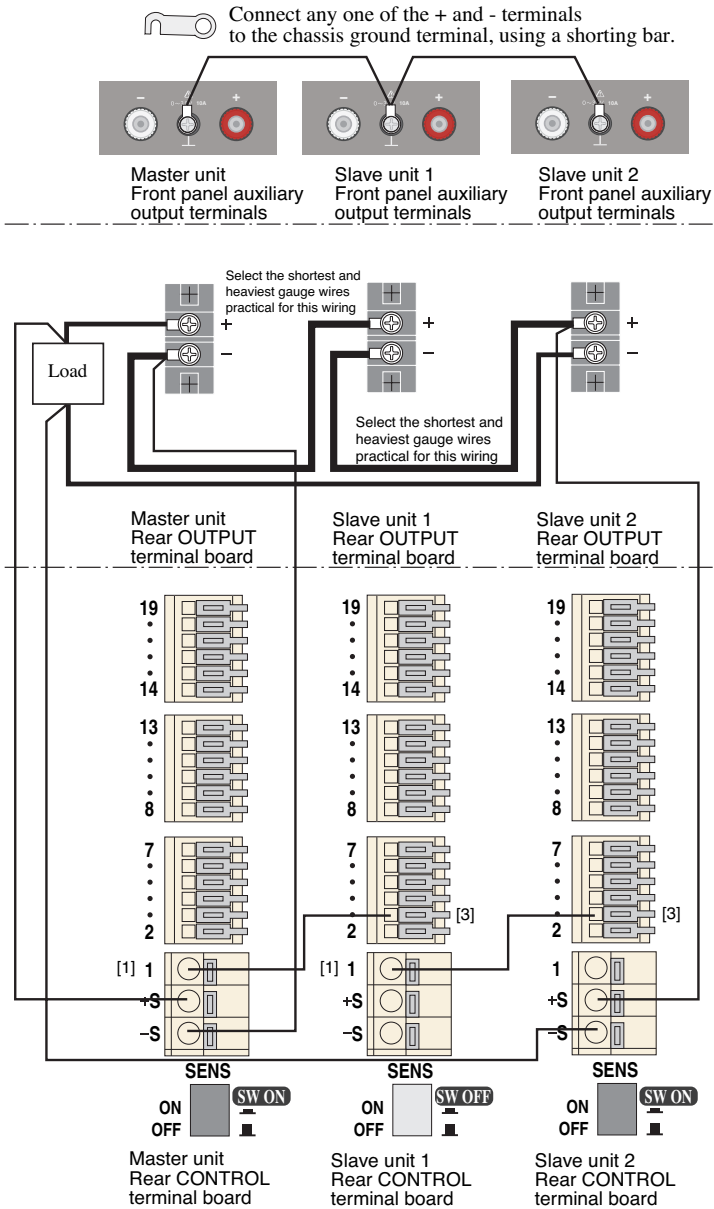 Connect any one of the + and - terminals
to the chassis ground terminal, using a shorting bar.
− + − + − +
Master unit
Front panel auxiliary
output terminals
Slave unit 1
Front panel auxiliary
output terminals
Slave unit 2
Front panel auxiliary
output terminals
Select the shortest and
heaviest gauge wires
practical for this wiring
+ + +
− − −
Load
Select the shortest and
heaviest gauge wires
practical for this wiring
Master unit
Rear OUTPUT
terminal board
Slave unit 1
Rear OUTPUT
terminal board
Slave unit 2
Rear OUTPUT
terminal board
19 19 19
14 14 14
13 13 13
8 8 8
7 7 7
[3] [3]
2 2 2
[1] 1 [1] 1 1
+S +S +S
−S −S −S
SENS SENS SENS
ON SW ON ON SW OFF ON SW ON
OFF OFF OFF
Master unit
Rear CONTROL
terminal board
Slave unit 1
Rear CONTROL
terminal board
Slave unit 2
Rear CONTROL
terminal board